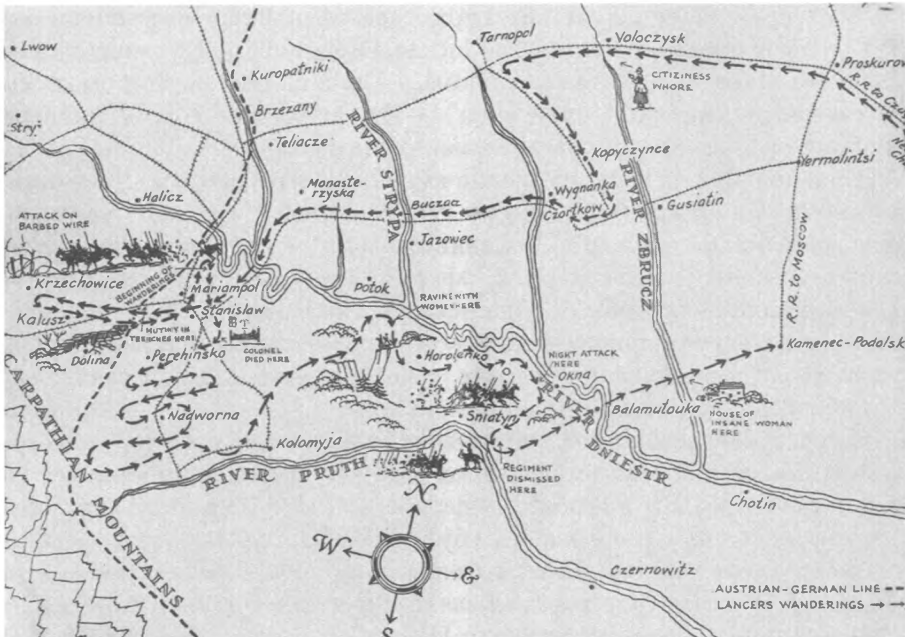 Lwow
Tarnopol
Voloczysk
Proskurow
Kuropatniki
CITIZINESS
WHORE
R.R. to
Stry
Brzezany
Teliacze
RIVER STRYPA
Kopyczynce
RIVER ZBRUCZ
Yermolintsi
Halicz
Monaste-
rzyska
Buczacz
Wygnanka
Czortkow
Gusiatin
ATTACK ON
BARBED WIRE
Jazowec
BEGINNING OF
WANDERINGS
Krzechowice
Mariampol
Stanislaw
Potok
RAVINE WITH
WOMEN HERE
R.R. to Moscow
Kalusz
MUTINY IN
TRENCHES HERE
COLONEL
DIED HERE
Dolina
Perehinsko
Horodenko
NIGHT ATTACK
HERE
OKNA
Kamenec-Podolsk
Nadworna
Sniatyn
Balamutouka
HOUSE OF
INSANE WOMAN
HERE
CARPATHIAN MOUNTAINS
Kolomyja
RIVER PRUTH
RIVER DNIESTR
REGIMENT
DISMISSED
HERE
Chotin
N
W
E
S
Czernowitz
AUSTRIAN-GERMAN LINE
LANCERS WANDERINGS